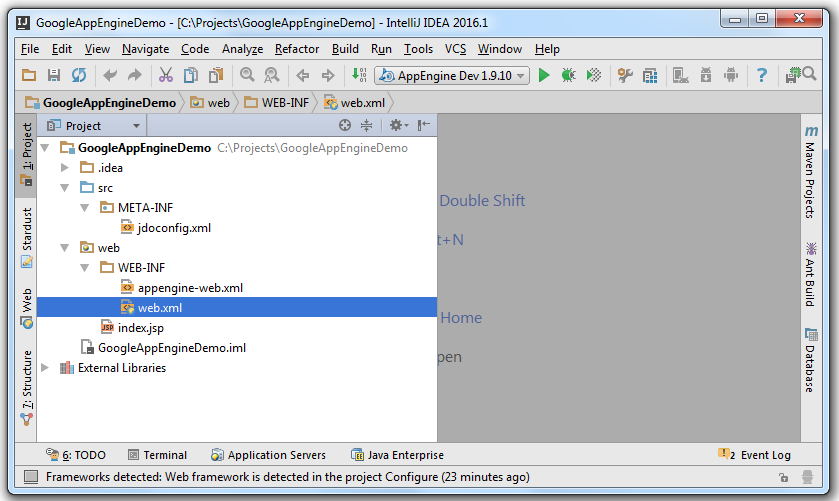 GoogleAppEngineDemo - [C:\Projects\GoogleAppEngineDemo] - IntelliJ IDEA 2016.1
File Edit View Navigate Code Analyze Refactor Build Run Tools VCS Window Help
AppEngine Dev 1.9.10
GoogleAppEngineDemo web WEB-INF web.xml
1: Project
Stardust
Web
7: Structure
Project
GoogleAppEngineDemo C:\Projects\GoogleAppEngineDemo
.idea
src
META-INF
jdoconfig.xml
web
WEB-INF
appengine-web.xml
web.xml
index.jsp
GoogleAppEngineDemo.iml
External Libraries
Double Shift
t+N
Home
pen
m
Maven Projects
Ant Build
Database
6: TODO Terminal Application Servers Java Enterprise 2 Event Log
Frameworks detected: Web framework is detected in the project Configure (23 minutes ago)